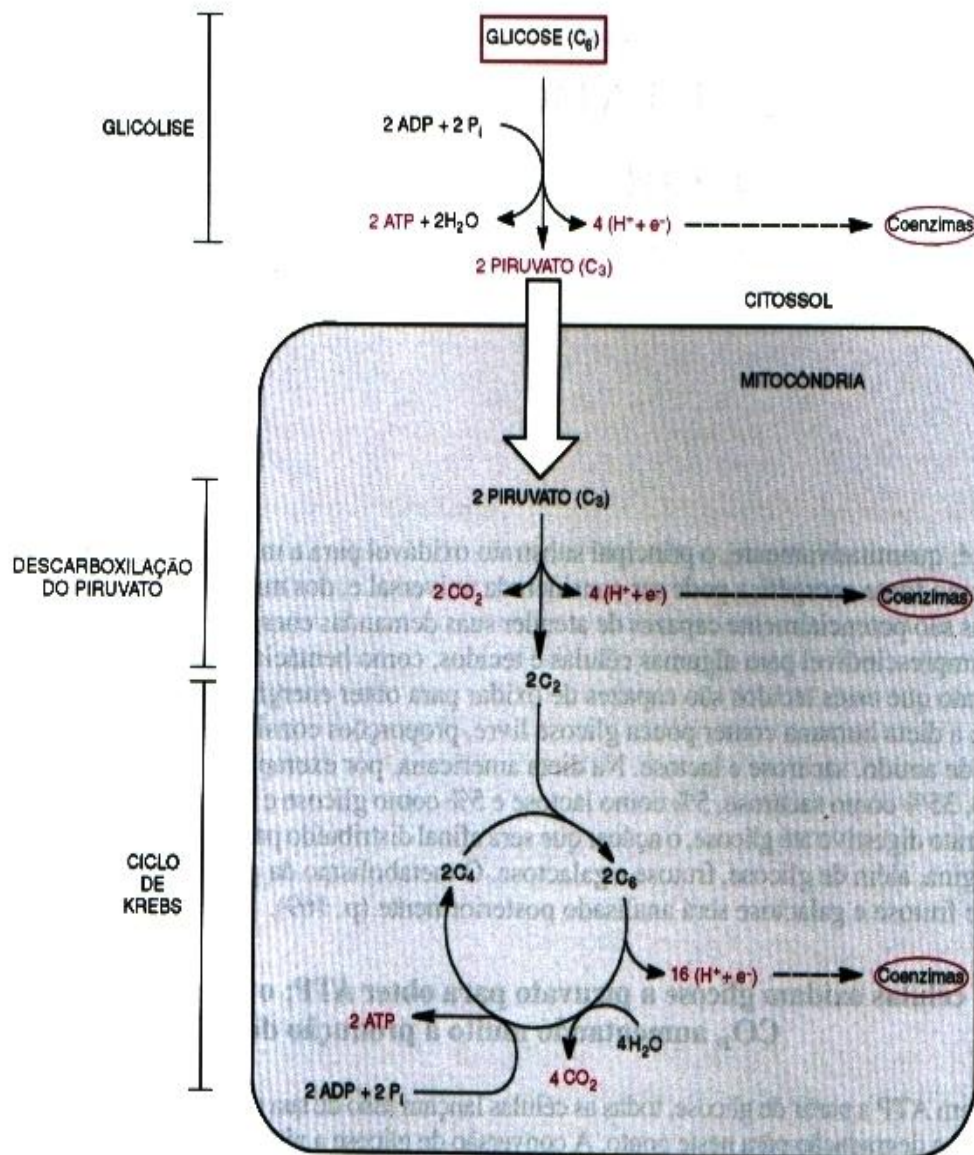 GLICOSE (C₆)
GLICÓLISE
2 ADP + 2 Pᵢ
2 ATP + 2H₂O
4 (H⁺ + e⁻)
Coenzimas
2 PIRUVATO (C₃)
CITOSSOL
MITOCÔNDRIA
2 PIRUVATO (C₃)
DESCARBOXILAÇÃO
DO PIRUVATO
2 CO₂
4 (H⁺ + e⁻)
Coenzimas
2C₂
CICLO
DE
KREBS
2C₄
2C₆
16 (H⁺ + e⁻)
Coenzimas
2 ATP
4H₂O
4 CO₂
2 ADP + 2 Pᵢ